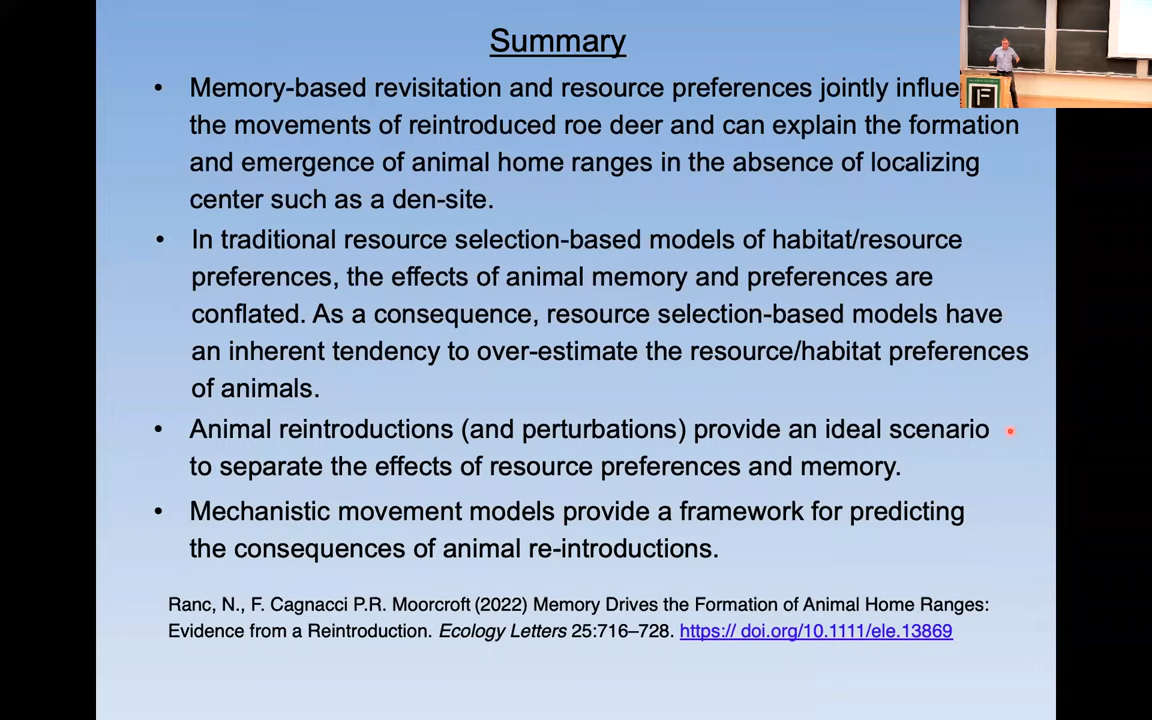 Summary
• Memory-based revisitation and resource preferences jointly
the movements of reintroduced roe deer and can explain the formation
and emergence of animal home ranges in the absence of localizing
center such as a den-site.
• In traditional resource selection-based models of habitat/resource
preferences, the effects of animal memory and preferences are
conflated. As a consequence, resource selection-based models have
an inherent tendency to over-estimate the resource/habitat preferences
of animals.
• Animal reintroductions (and perturbations) provide an ideal scenario
to separate the effects of resource preferences and memory.
• Mechanistic movement models provide a framework for predicting
the consequences of animal re-introductions.
Ranc, N., F. Cagnacci P.R. Moorcroft (2022) Memory Drives the Formation of Animal Home Ranges:
Evidence from a Reintroduction. Ecology Letters 25:716–728. https:// doi.org/10.1111/ele.13869